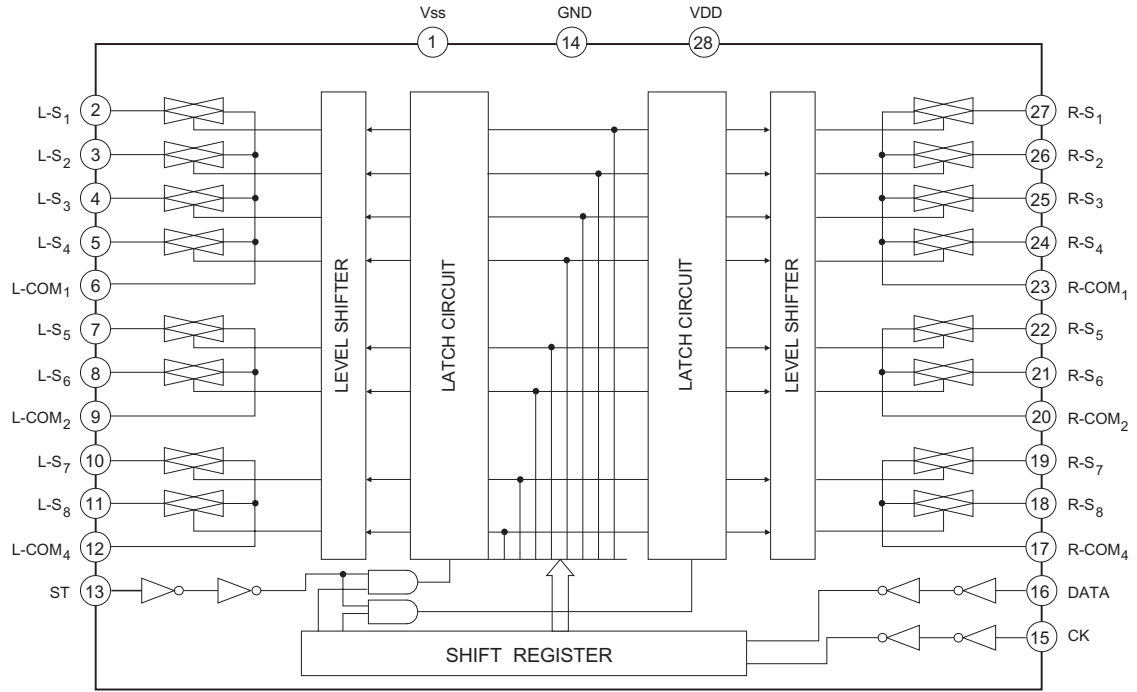 Vss GND VDD
1 14 28
L-S1 2 27 R-S1
L-S2 3 26 R-S2
L-S3 4 25 R-S3
L-S4 5 24 R-S4
L-COM1 6 23 R-COM1
L-S5 7 22 R-S5
L-S6 8 21 R-S6
L-COM2 9 20 R-COM2
L-S7 10 19 R-S7
L-S8 11 18 R-S8
L-COM4 12 17 R-COM4
ST 13 16 DATA
15 CK
LEVEL SHIFTER
LATCH CIRCUIT
LATCH CIRCUIT
LEVEL SHIFTER
SHIFT REGISTER